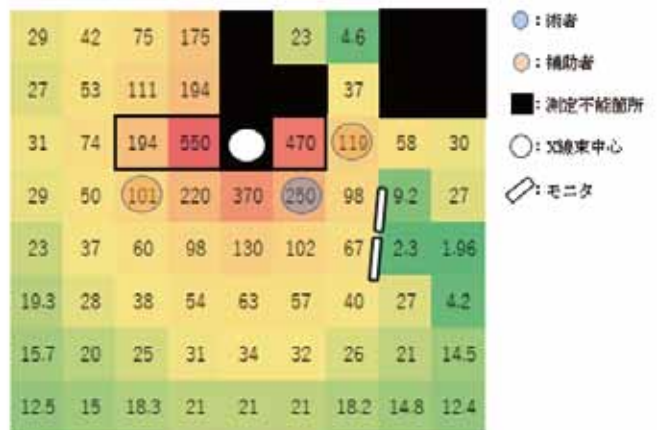 29 42 75 175 23 4.6
27 53 111 194 37
31 74 194 550 470 119 58 30
29 50 101 220 370 250 98 9.2 27
23 37 60 98 130 102 67 2.3 1.96
19.3 28 38 54 63 57 40 27 4.2
15.7 20 25 31 34 32 26 21 14.5
12.5 15 18.3 21 21 21 18.2 14.8 12.4
:術者
:補助者
:測定不能箇所
:X線束中心
:モニタ